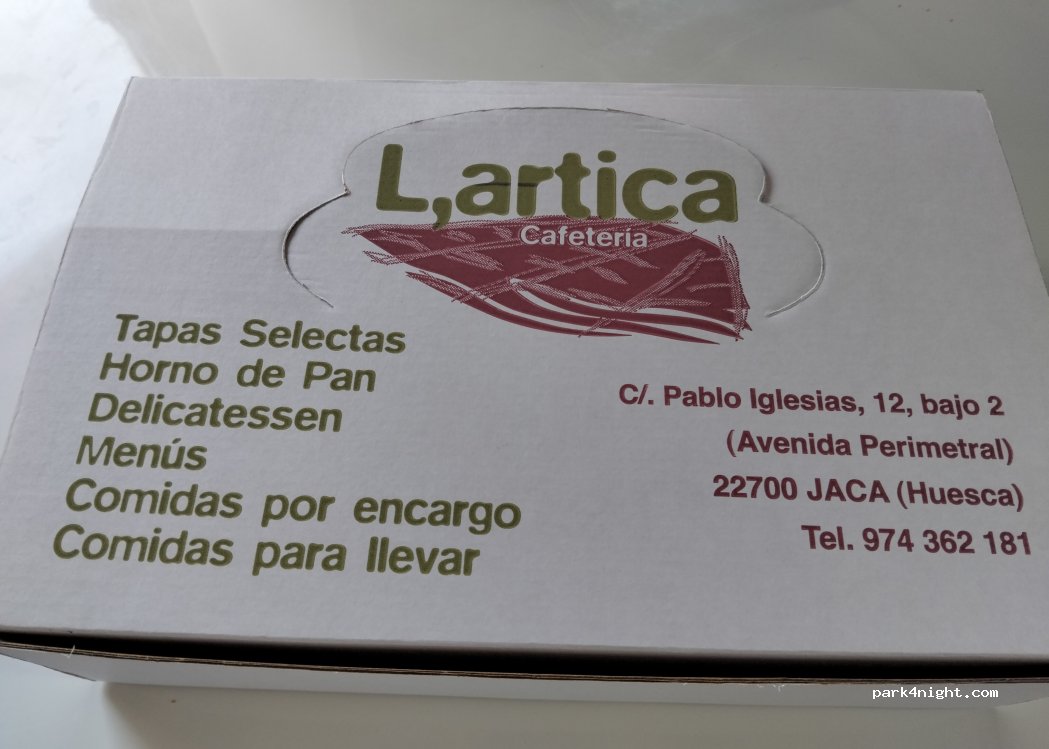 L,artica
Cafetería
Tapas Selectas
Horno de Pan
Delicatessen
Menús
Comidas por encargo
Comidas para llevar
C/. Pablo Iglesias, 12, bajo 2
(Avenida Perimetral)
22700 JACA (Huesca)
Tel. 974 362 181
park4night.com